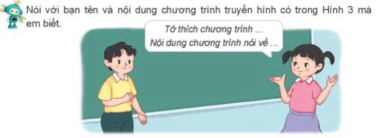 Nói với bạn tên và nội dung chương trình truyền hình có trong Hình 3 mà
em biết.
Tớ thích chương trình ...
Nội dung chương trình nói về ...